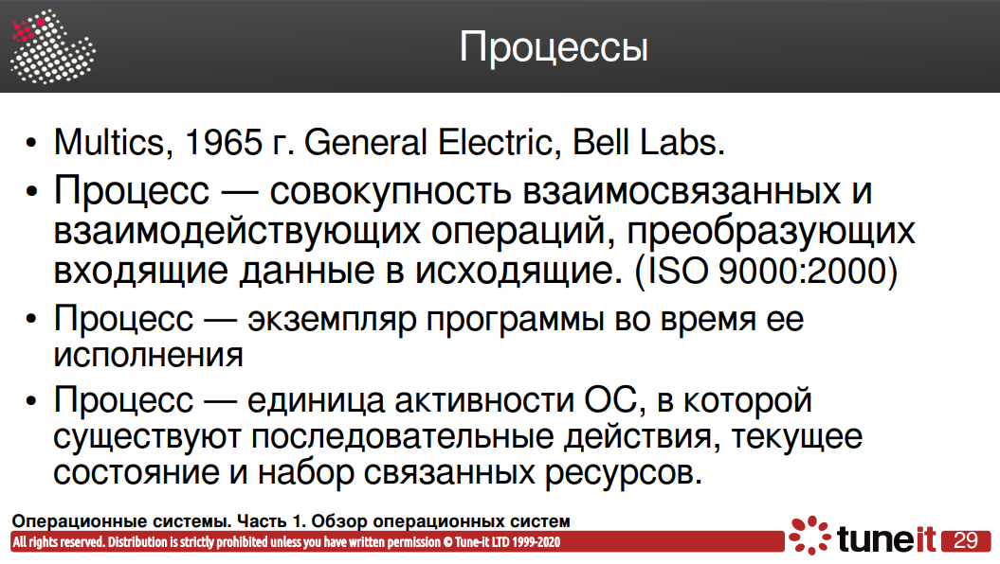 Процессы
• Multics, 1965 г. General Electric, Bell Labs.
• Процесс — совокупность взаимосвязанных и
взаимодействующих операций, преобразующих
входящие данные в исходящие. (ISO 9000:2000)
• Процесс — экземпляр программы во время ее
исполнения
• Процесс — единица активности ОС, в которой
существуют последовательные действия, текущее
состояние и набор связанных ресурсов.
Операционные системы. Часть 1. Обзор операционных систем
All rights reserved. Distribution is strictly prohibited unless you have written permission © Tune-it LTD 1999-2020
tuneit 29